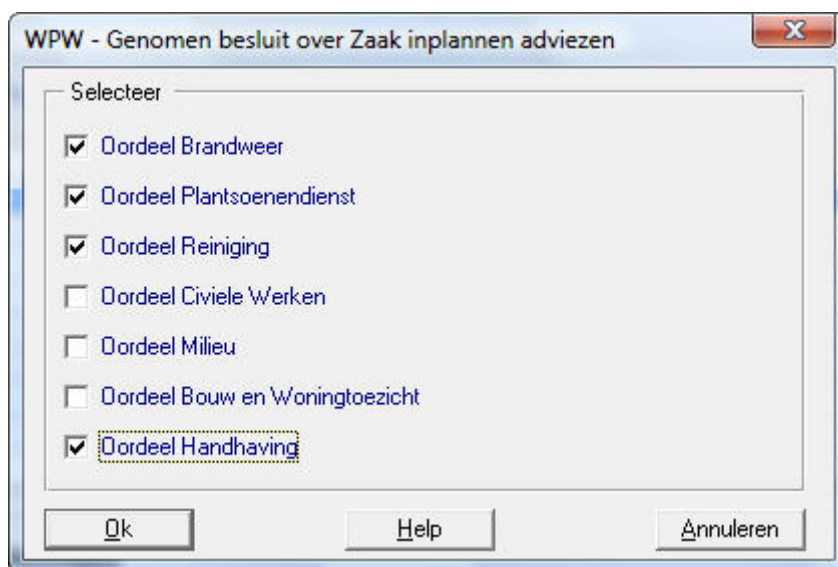 WPW - Genomen besluit over Zaak inplannen adviezen
Selecteer
Oordeel Brandweer
Oordeel Plantsoenendienst
Oordeel Reiniging
Oordeel Civiele Werken
Oordeel Milieu
Oordeel Bouw en Woningtoezicht
Oordeel Handhaving
Ok Help Annuleren